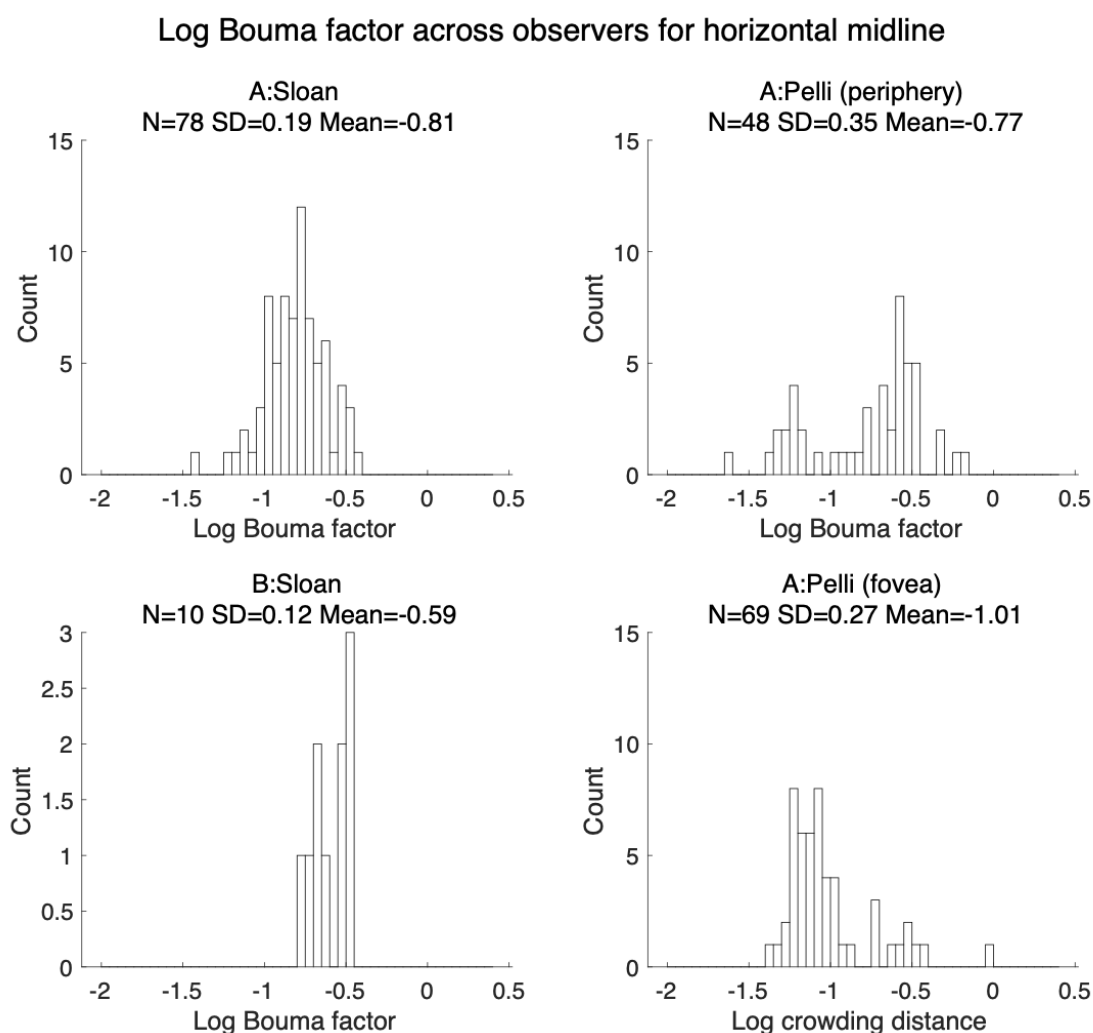 Log Bouma factor across observers for horizontal midline
A:Sloan
N=78 SD=0.19 Mean=-0.81
15
10
5
0
Count
-2 -1.5 -1 -0.5 0 0.5
Log Bouma factor
A:Pelli (periphery)
N=48 SD=0.35 Mean=-0.77
15
10
5
0
Count
-2 -1.5 -1 -0.5 0 0.5
Log Bouma factor
B:Sloan
N=10 SD=0.12 Mean=-0.59
3
2.5
2
1.5
1
0.5
0
Count
-2 -1.5 -1 -0.5 0 0.5
Log Bouma factor
A:Pelli (fovea)
N=69 SD=0.27 Mean=-1.01
15
10
5
0
Count
-2 -1.5 -1 -0.5 0 0.5
Log crowding distance